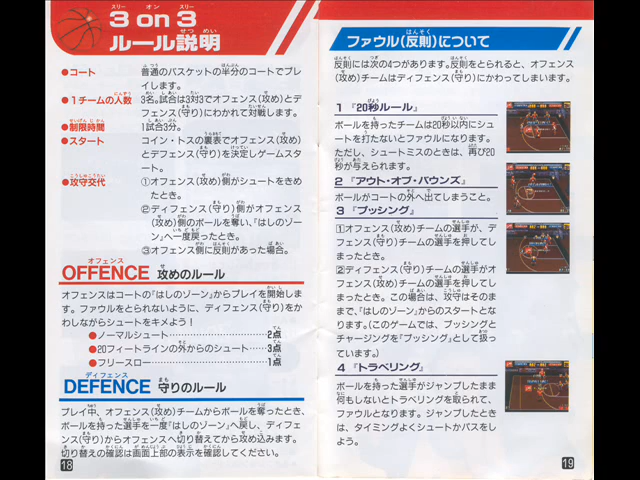 3 on 3
ルール説明
●コート 普通のバスケットの半分のコートでプレイします。
●1チームの人数 3名。試合は3対3でオフェンス(攻め)とデ
フェンス(守り)にわかれて対戦します。
●制限時間 1試合3分。
●スタート コイン・トスの裏表でオフェンス(攻め)
とデフェンス(守り)を決定しゲームスタ
ート。
●攻守交代 ①オフェンス(攻め)側がシュートをきめ
たとき。
②ディフェンス(守り)側がオフェンス
(攻め)側のボールを奪い、『はしのゾー
ン』へ一度戻ったとき。
③オフェンス側に反則があった場合。
OFFENCE 攻めのルール
オフェンスはコートの『はしのゾーン』からプレイを開始しま
す。ファウルをとられないように、ディフェンス(守り)をか
わしながらシュートをキメよう!
●ノーマルシュート……………………2点
●20フィートラインの外からのシュート……3点
●フリースロー……………………1点
DEFENCE 守りのルール
プレイ中、オフェンス(攻め)チームからボールを奪ったとき、
ボールを持った選手を一度『はしのゾーン』へ戻し、ディフェ
ンス(守り)からオフェンスへ切り替えてから攻め込みます。
切り替えの確認は画面上部の表示を確認してください。
18
ファウル(反則)について
反則には次の4つがあります。反則をとられると、オフェンス
(攻め)チームはディフェンス(守り)にかわってしまいます。
1 『20秒ルール』
ボールを持ったチームは20秒以内にシュ
ートを打たないとファウルになります。
ただし、シュートミスのときは、再び20
秒が与えられます。
2 『アウト・オブ・バウンズ』
ボールがコートの外へ出てしまうこと。
3 『プッシング』
①オフェンス(攻め)チームの選手が、デ
ィフェンス(守り)チームの選手を押してし
まったとき。
②ディフェンス(守り)チームの選手がオ
フェンス(攻め)チームの選手を押してし
まったとき。この場合は、攻守はそのま
まで、『はしのゾーン』からのスタートとな
ります。(このゲームでは、プッシングと
チャージングを『プッシング』として扱っ
ています。)
4 『トラベリング』
ボールを持った選手がジャンプしたまま
何もしないとトラベリングを取られて、
ファウルとなります。ジャンプしたとき
は、タイミングよくシュートかパスをし
よう。
19